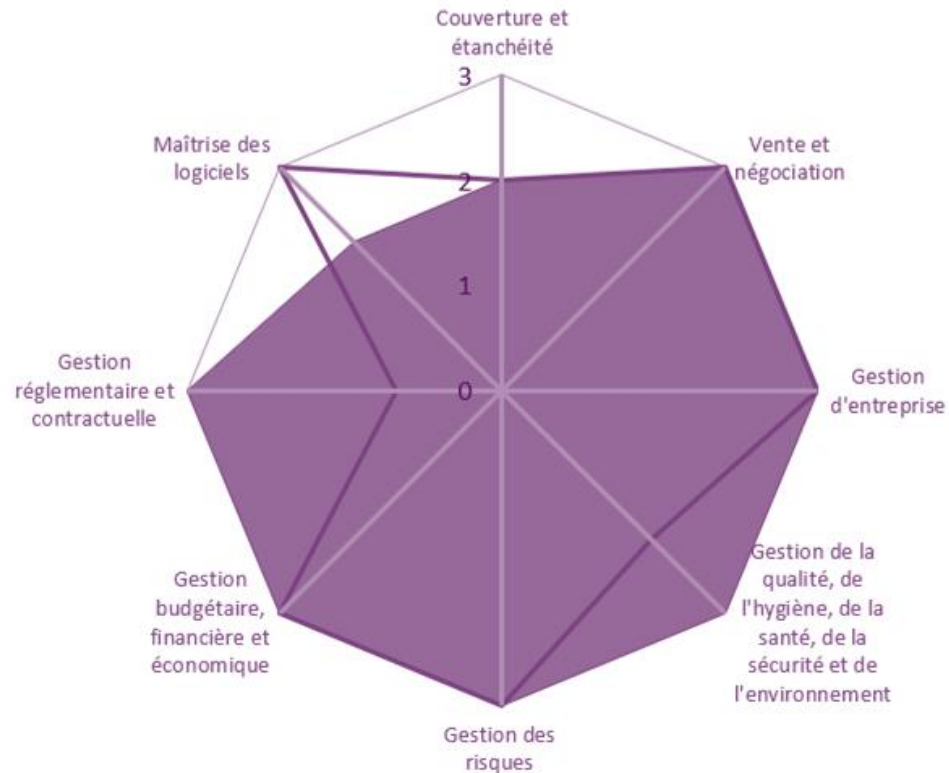 Couverture et
étanchéité
3
Vente et
négociation
Maîtrise des
logiciels
2
1
0
Gestion
d'entreprise
Gestion
réglementaire et
contractuelle
Gestion de la
qualité, de
l'hygiène, de la
santé, de la
sécurité et de
l'environnement
Gestion
budgétaire,
financière et
économique
Gestion des
risques